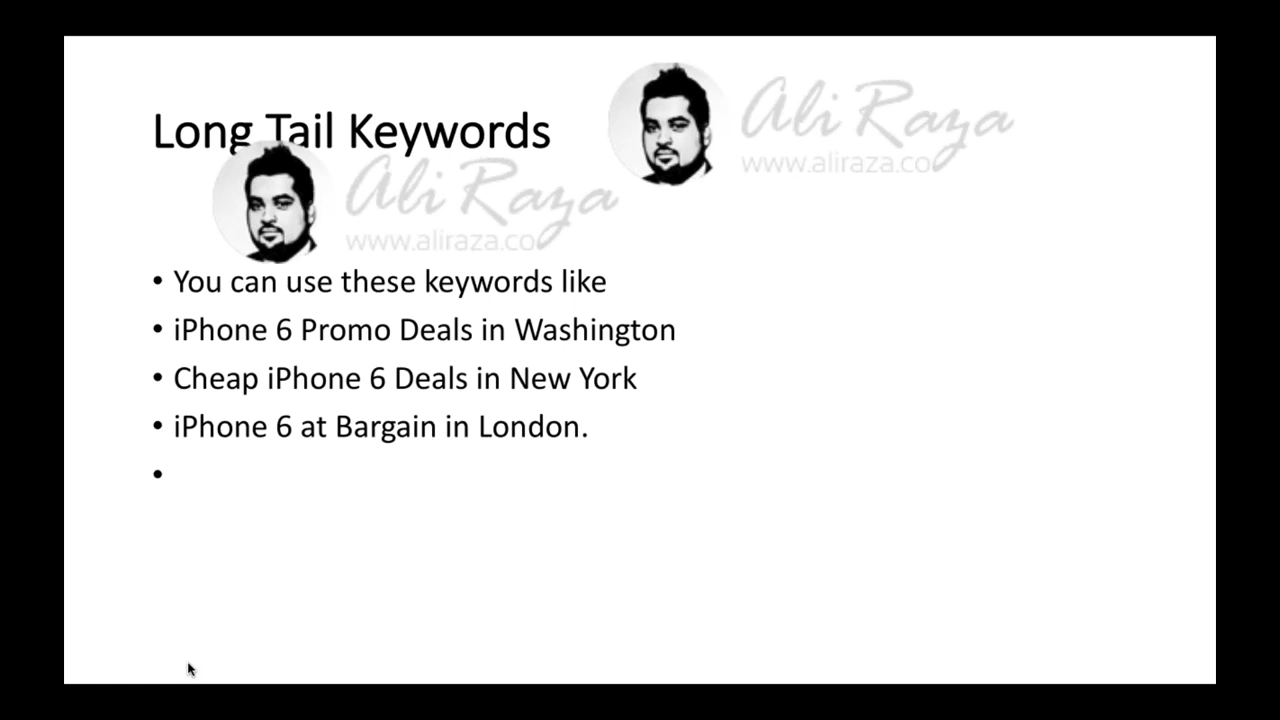 Long Tail Keywords
Ali Raza
www.aliraza.co
Ali Raza
www.aliraza.co
• You can use these keywords like
• iPhone 6 Promo Deals in Washington
• Cheap iPhone 6 Deals in New York
• iPhone 6 at Bargain in London.
•